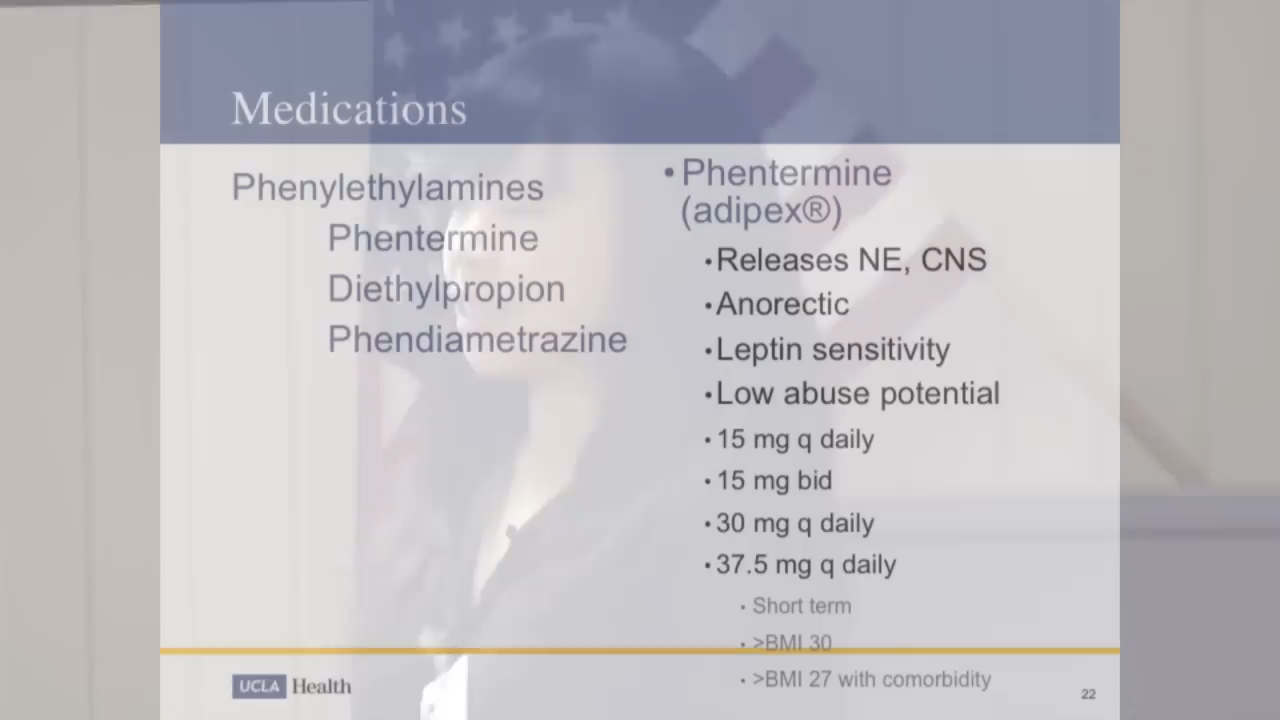 Medications
Phenylethylamines
Phentermine
Diethylpropion
Phendiametrazine
• Phentermine
(adipex®)
• Releases NE, CNS
• Anorectic
• Leptin sensitivity
• Low abuse potential
• 15 mg q daily
• 15 mg bid
• 30 mg q daily
• 37.5 mg q daily
• Short term
• >BMI 30
• >BMI 27 with comorbidity
UCLA Health
22